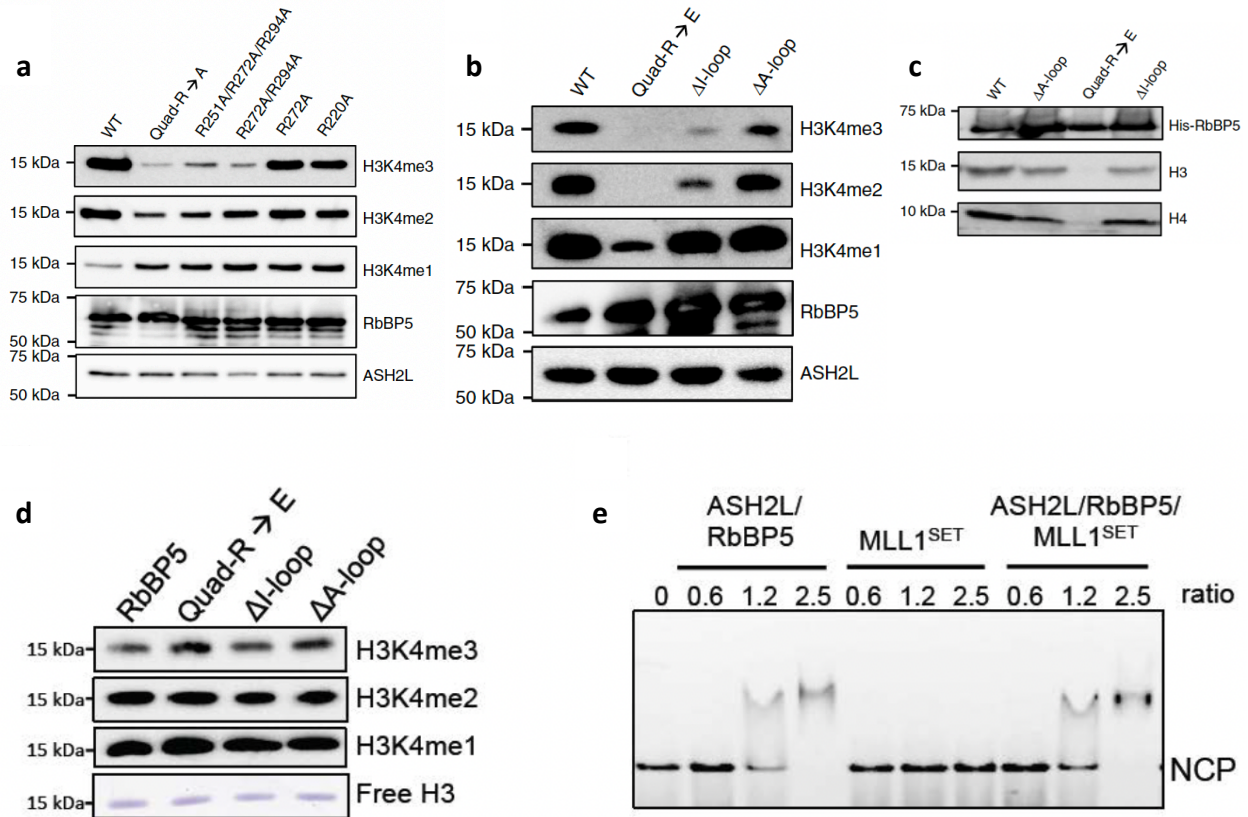 a
WT
Quad-R → A
R251A/R272A/R294A
R272A/R294A
R272A
R220A
15 kDa
H3K4me3
15 kDa
H3K4me2
15 kDa
H3K4me1
75 kDa
RbBP5
50 kDa
75 kDa
ASH2L
50 kDa
b
WT
Quad-R → E
ΔI-loop
ΔA-loop
15 kDa
H3K4me3
15 kDa
H3K4me2
15 kDa
H3K4me1
75 kDa
RbBP5
50 kDa
75 kDa
ASH2L
50 kDa
c
WT
ΔA-loop
Quad-R → E
ΔI-loop
75 kDa
His-RbBP5
15 kDa
H3
10 kDa
H4
d
RbBP5
Quad-R → E
ΔI-loop
ΔA-loop
15 kDa
H3K4me3
15 kDa
H3K4me2
15 kDa
H3K4me1
15 kDa
Free H3
e
ASH2L/
RbBP5
MLL1SET
ASH2L/RbBP5/
MLL1SET
0 0.6 1.2 2.5 0.6 1.2 2.5 0.6 1.2 2.5 ratio
NCP